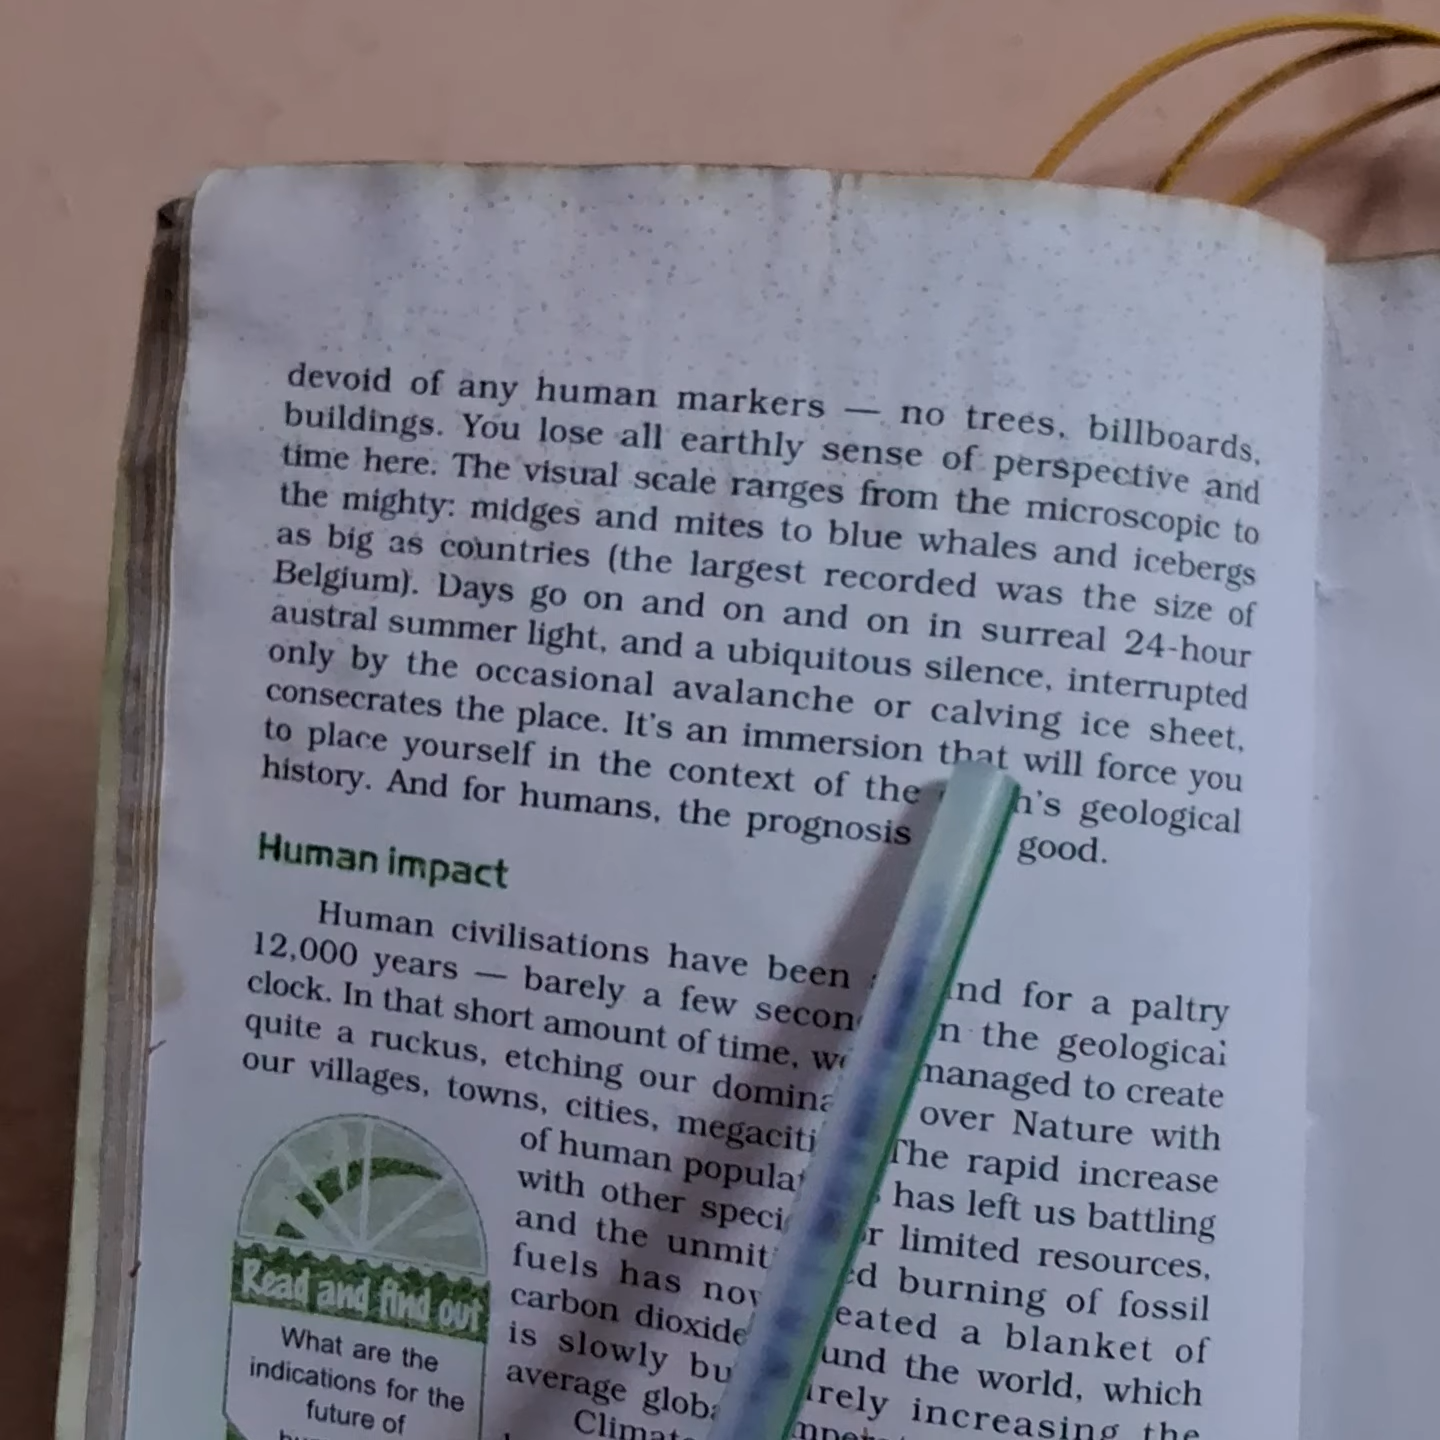 devoid of any human markers — no trees, billboards,
buildings. You lose all earthly sense of perspective and
time here. The visual scale ranges from the microscopic to
the mighty: midges and mites to blue whales and icebergs
as big as countries (the largest recorded was the size of
Belgium). Days go on and on and on in surreal 24-hour
austral summer light, and a ubiquitous silence, interrupted
only by the occasional avalanche or calving ice sheet,
consecrates the place. It's an immersion that will force you
to place yourself in the context of the geological
history. And for humans, the prognosis good.
Human impact
Human civilisations have been for a paltry
12,000 years — barely a few the geological
clock. In that short amount of time, managed to create
quite a ruckus, etching our over Nature with
our villages, towns, cities, The rapid increase
of human has left us battling
with other limited resources,
and the burning of fossil
fuels has a blanket of
carbon dioxide the world, which
is slowly increasing the
average
Read and find out
What are the
indications for the
future of